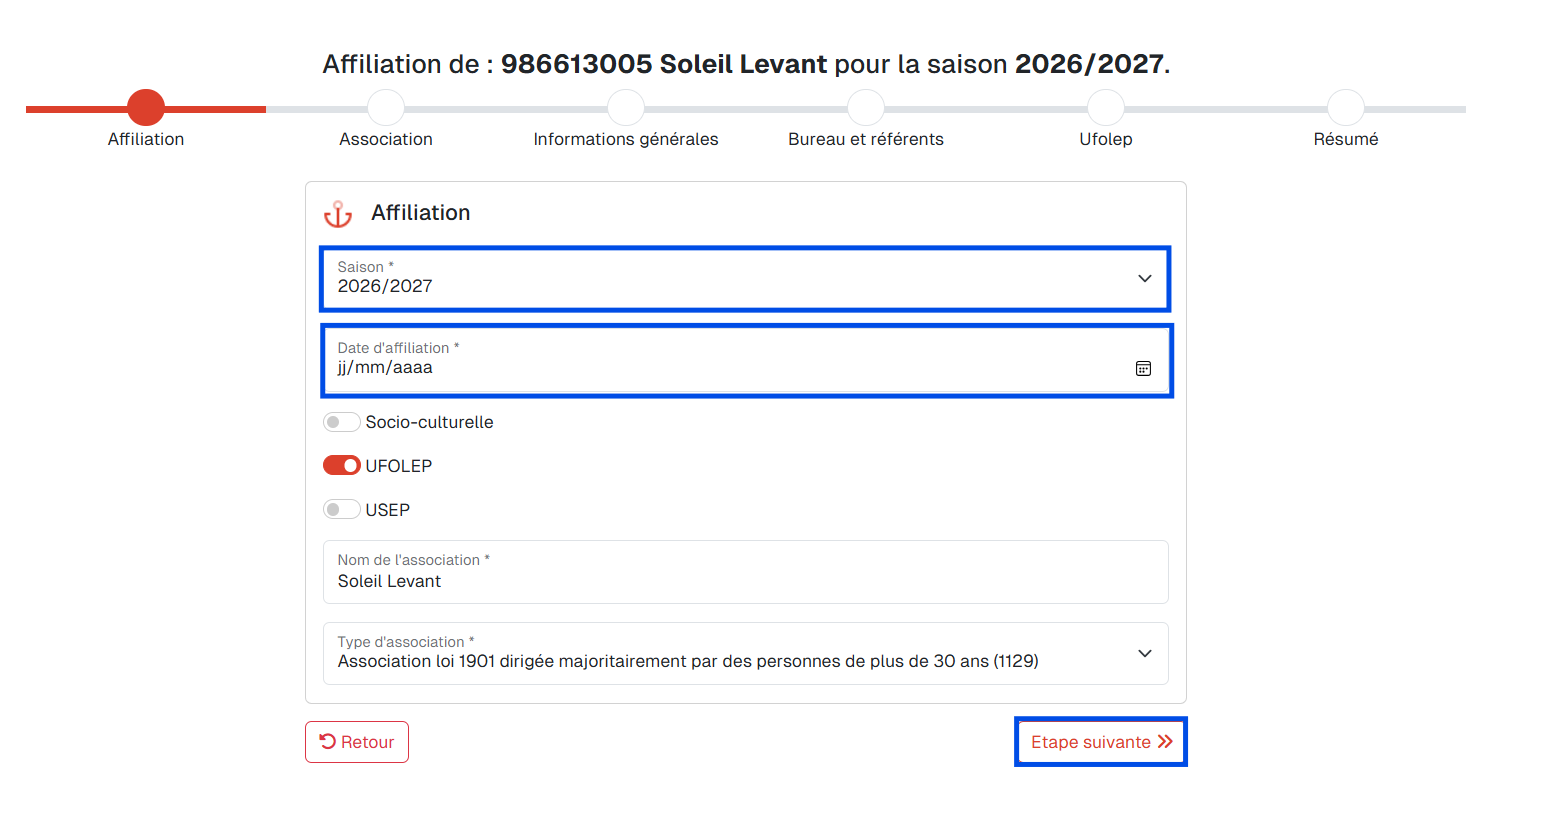 Affiliation de : 986613005 Soleil Levant pour la saison 2026/2027.
Affiliation
Association
Informations générales
Bureau et référents
Ufolep
Résumé
Affiliation
Saison *
2026/2027
Date d'affiliation *
jj/mm/aaaa
Socio-culturelle
UFOLEP
USEP
Nom de l'association *
Soleil Levant
Type d'association *
Association loi 1901 dirigée majoritairement par des personnes de plus de 30 ans (1129)
Retour
Etape suivante